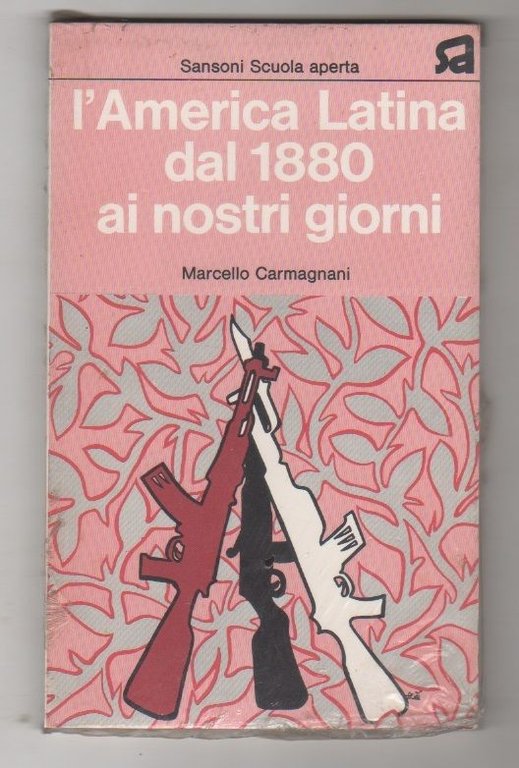 sa
Sansoni Scuola aperta
l'America Latina
dal 1880
ai nostri giorni
Marcello Carmagnani